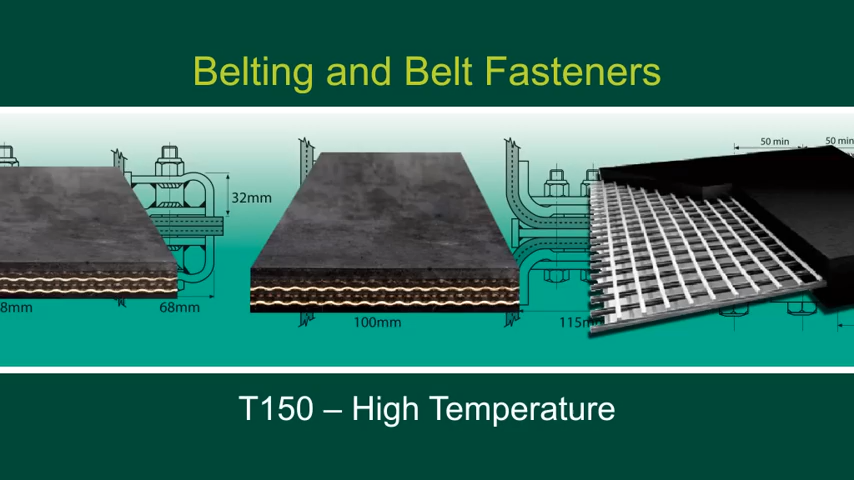 Belting and Belt Fasteners
50 min
50 min
32mm
8mm
68mm
100mm
115mm
T150 – High Temperature